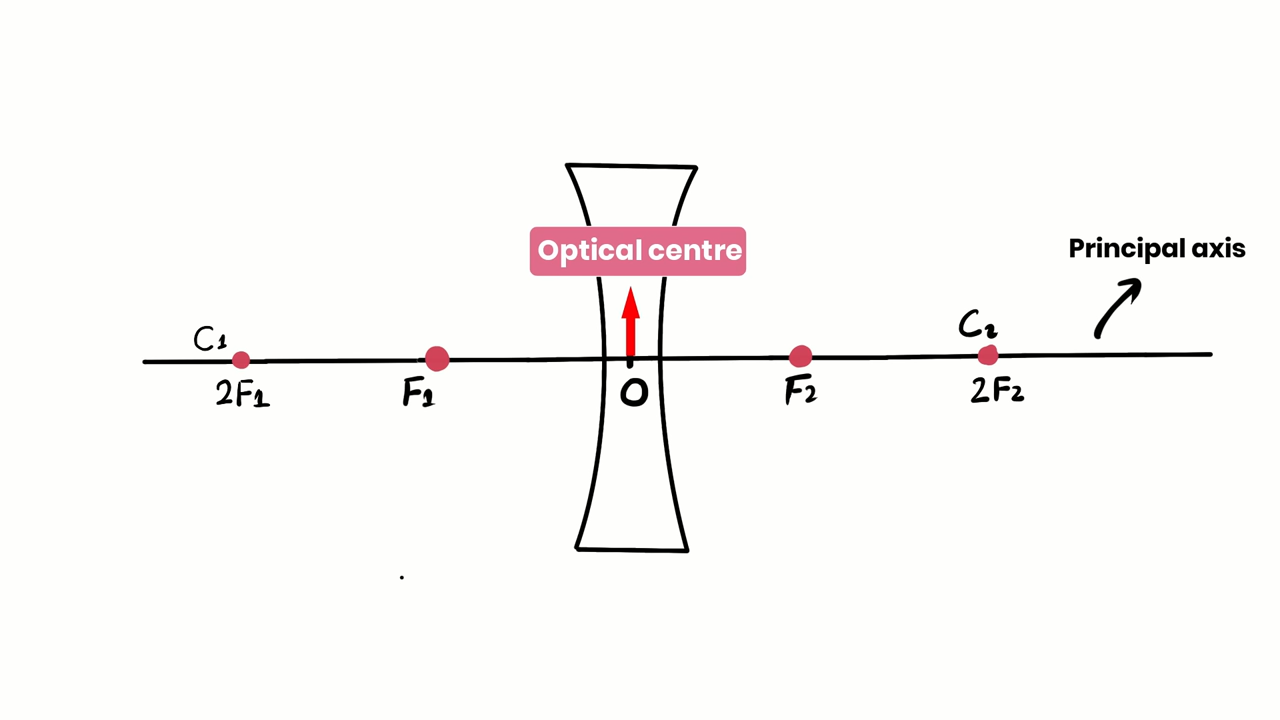 Optical centre
Principal axis
C₁
C₂
2F₁
F₁
O
F₂
2F₂